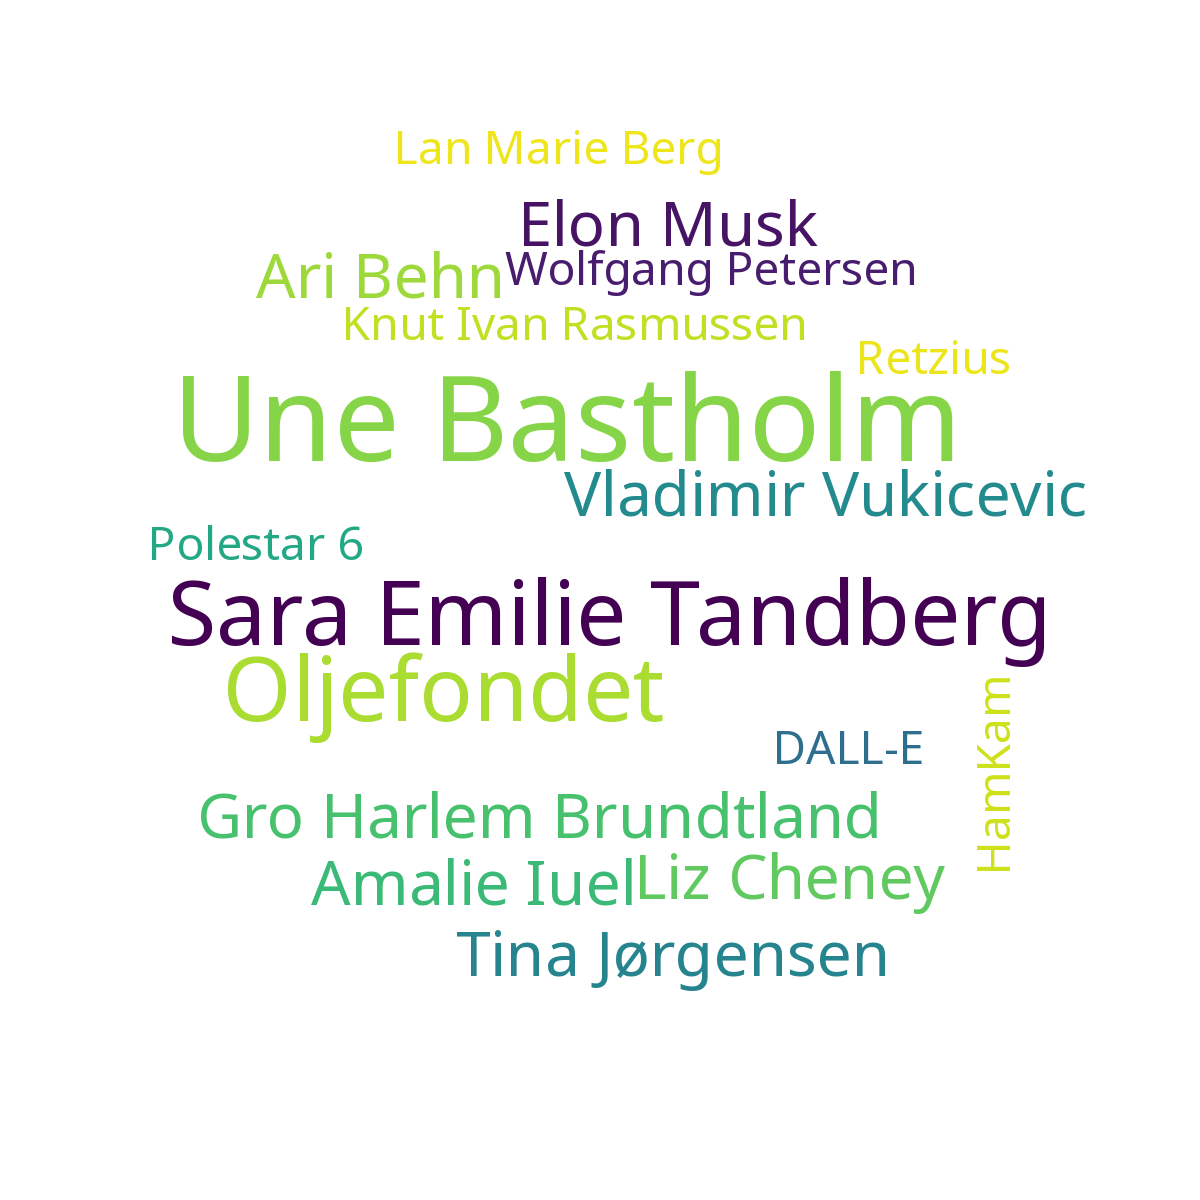 Lan Marie Berg
Elon Musk
Ari Behn
Wolfgang Petersen
Knut Ivan Rasmussen
Retzius
Une Bastholm
Vladimir Vukicevic
Polestar 6
Sara Emilie Tandberg
Oljefondet
DALL-E
HamKam
Gro Harlem Brundtland
Amalie Iuel
Liz Cheney
Tina Jørgensen